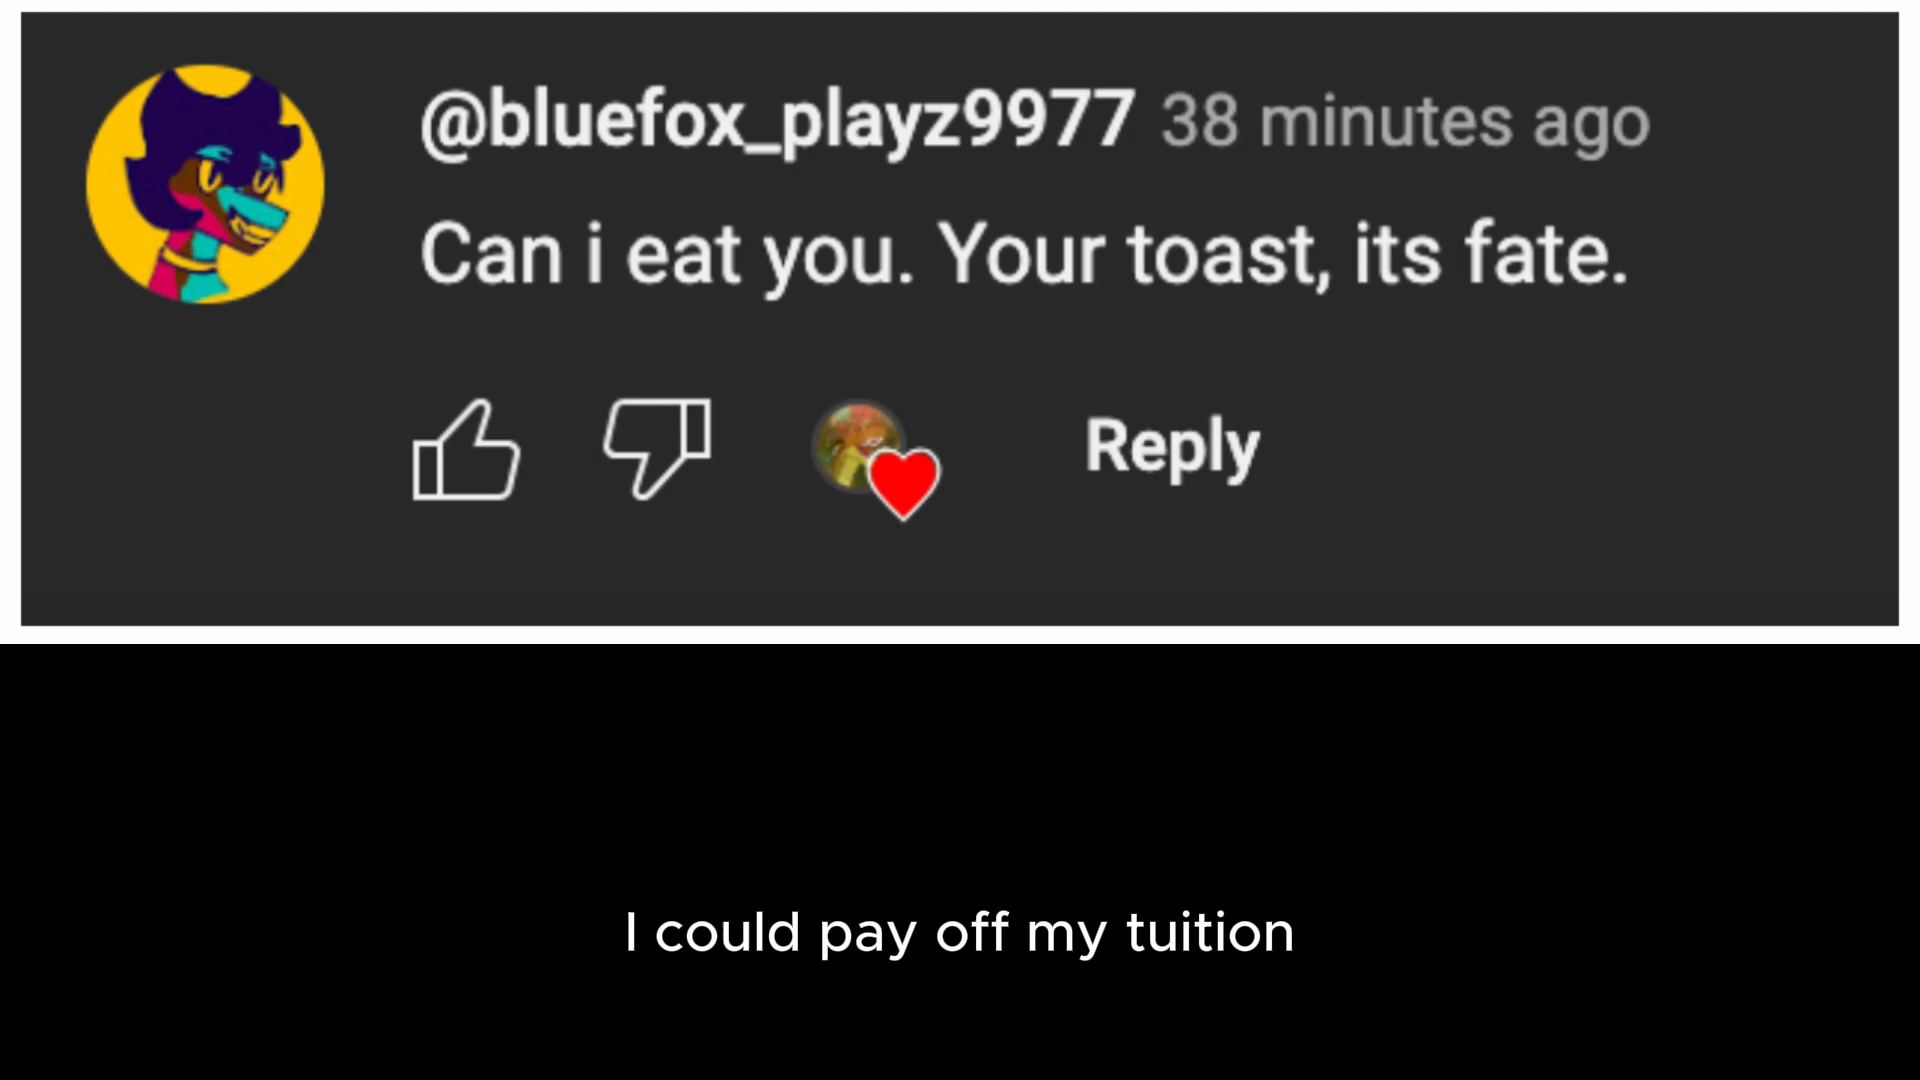 @bluefox_playz9977 38 minutes ago
Can i eat you. Your toast, its fate.
Reply
I could pay off my tuition